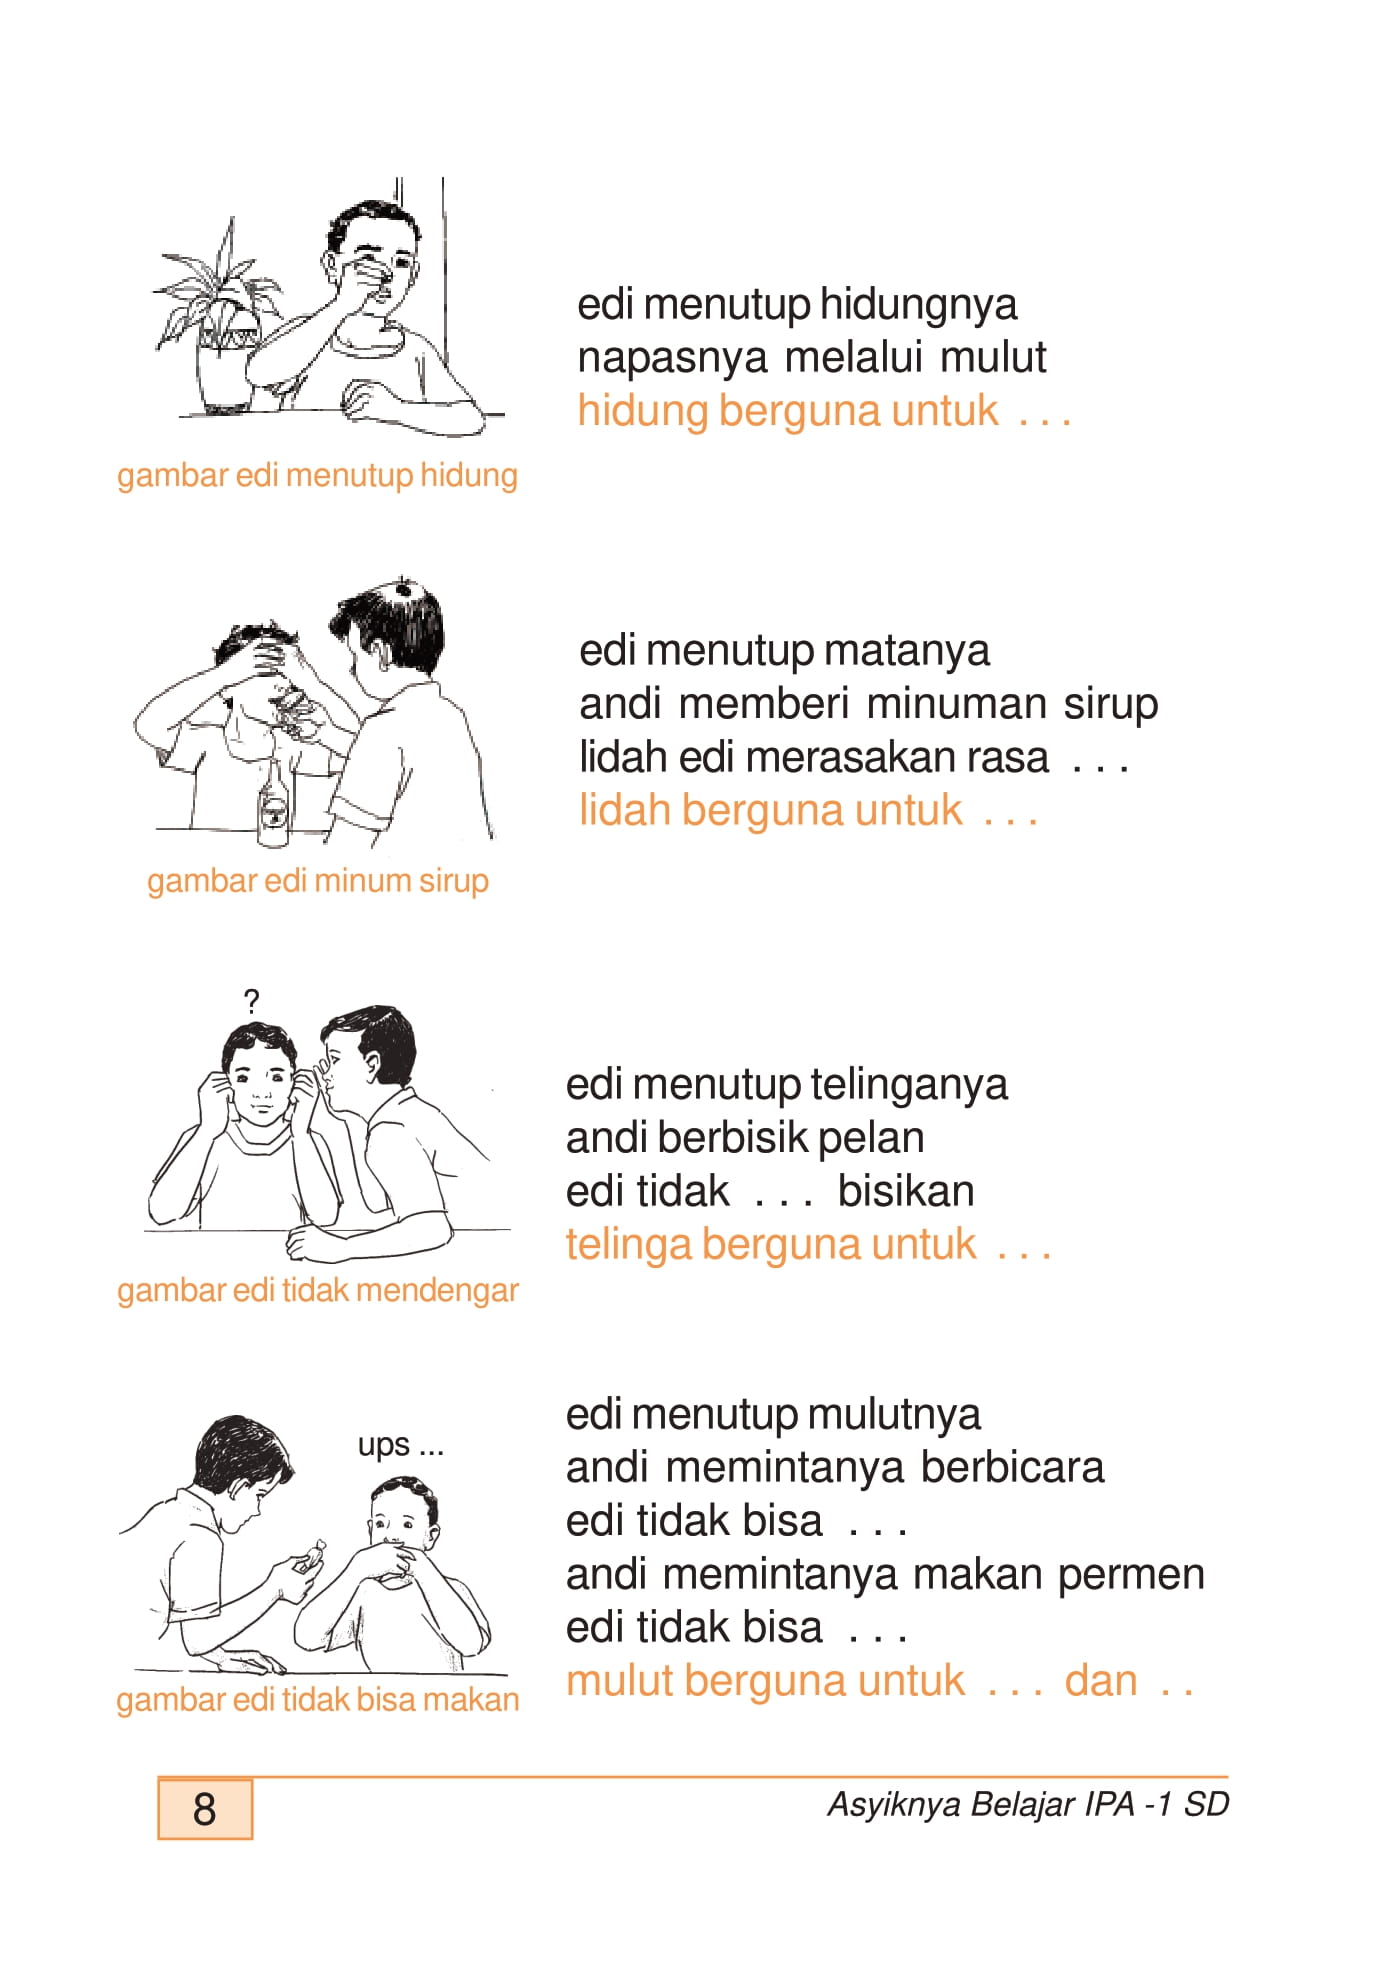 edi menutup hidungnya
napasnya melalui mulut
hidung berguna untuk . . .
gambar edi menutup hidung
edi menutup matanya
andi memberi minuman sirup
lidah edi merasakan rasa . . .
lidah berguna untuk . . .
gambar edi minum sirup
?
edi menutup telinganya
andi berbisik pelan
edi tidak . . . bisikan
telinga berguna untuk . . .
gambar edi tidak mendengar
ups ...
edi menutup mulutnya
andi memintanya berbicara
edi tidak bisa . . .
andi memintanya makan permen
edi tidak bisa . . .
mulut berguna untuk . . . dan . .
gambar edi tidak bisa makan
8
Asyiknya Belajar IPA -1 SD